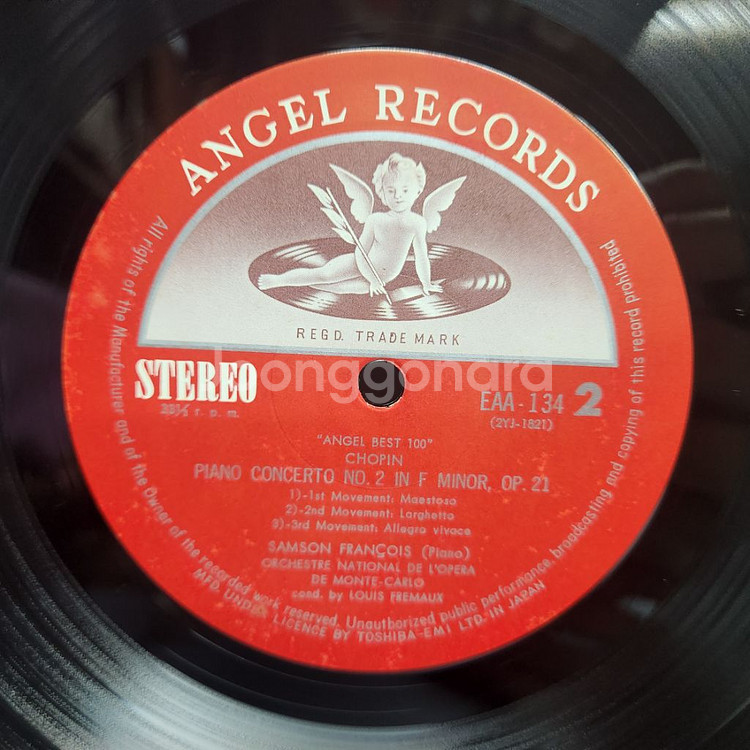 ANGEL RECORDS
REGD. TRADE MARK
joonggonara
STEREO
33⅓ r. p. m.
EAA-134 2
(2YJ-1821)
"ANGEL BEST 100"
CHOPIN
PIANO CONCERTO NO. 2 IN F MINOR, OP. 21
1)-1st Movement: Maestoso
2)-2nd Movement: Larghetto
3)-3rd Movement: Allegro vivace
SAMSON FRANÇOIS (Piano)
ORCHESTRE NATIONAL DE L'OPERA
DE MONTE-CARLO
cond. by LOUIS FREMAUX
All rights of the Manufacturer and of the Owner of the recorded work reserved. Unauthorized public performance, broadcasting and copying of this record prohibited
MFD. UNDER LICENCE BY TOSHIBA-EMI LTD. IN JAPAN